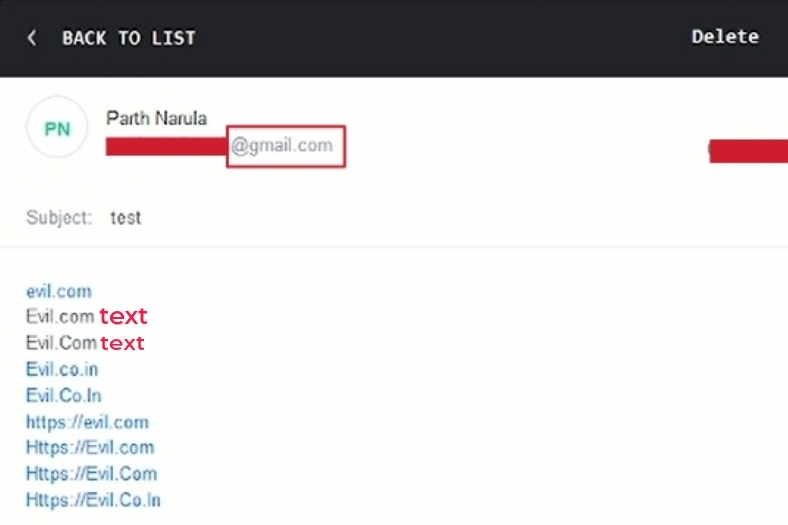 < BACK TO LIST Delete
PN
Parth Narula
@gmail.com
Subject: test
evil.com
Evil.com text
Evil.Com text
Evil.co.in
Evil.Co.In
https://evil.com
Https://Evil.com
Https://Evil.Com
Https://Evil.Co.In